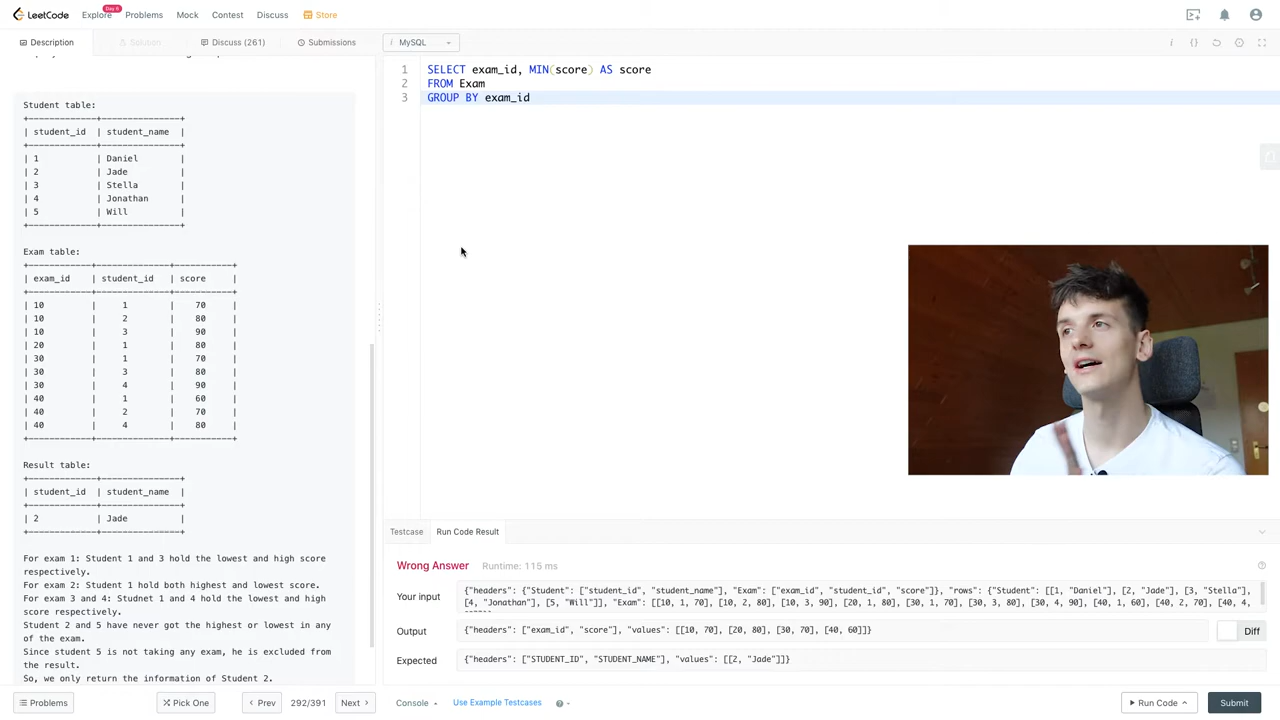 LeetCode
Explore
Day 6
Problems
Mock
Contest
Discuss
Store
Description
Solution
Discuss (261)
Submissions
i MySQL
Student table:
+-------------+---------------+
| student_id | student_name |
+-------------+---------------+
| 1 | Daniel |
| 2 | Jade |
| 3 | Stella |
| 4 | Jonathan |
| 5 | Will |
+-------------+---------------+
Exam table:
+------------+--------------+-----------+
| exam_id | student_id | score |
+------------+--------------+-----------+
| 10 | 1 | 70 |
| 10 | 2 | 80 |
| 10 | 3 | 90 |
| 20 | 1 | 80 |
| 30 | 1 | 70 |
| 30 | 3 | 80 |
| 30 | 4 | 90 |
| 40 | 1 | 60 |
| 40 | 2 | 70 |
| 40 | 4 | 80 |
+------------+--------------+-----------+
Result table:
+-------------+---------------+
| student_id | student_name |
+-------------+---------------+
| 2 | Jade |
+-------------+---------------+
For exam 1: Student 1 and 3 hold the lowest and high score
respectively.
For exam 2: Student 1 hold both highest and lowest score.
For exam 3 and 4: Studnet 1 and 4 hold the lowest and high
score respectively.
Student 2 and 5 have never got the highest or lowest in any
of the exam.
Since student 5 is not taking any exam, he is excluded from
the result.
So, we only return the information of Student 2.
1 SELECT exam_id, MIN(score) AS score
2 FROM Exam
3 GROUP BY exam_id
Testcase
Run Code Result
Wrong Answer
Runtime: 115 ms
Your input
{"headers": {"Student": ["student_id", "student_name"], "Exam": ["exam_id", "student_id", "score"]}, "rows": {"Student": [[1, "Daniel"], [2, "Jade"], [3, "Stella"],
[4, "Jonathan"], [5, "Will"]], "Exam": [[10, 1, 70], [10, 2, 80], [10, 3, 90], [20, 1, 80], [30, 1, 70], [30, 3, 80], [30, 4, 90], [40, 1, 60], [40, 2, 70], [40, 4,
Output
{"headers": ["exam_id", "score"], "values": [[10, 70], [20, 80], [30, 70], [40, 60]]}
Diff
Expected
{"headers": ["STUDENT_ID", "STUDENT_NAME"], "values": [[2, "Jade"]]}
Problems
Pick One
Prev
292/391
Next
Console
Use Example Testcases
Run Code
Submit